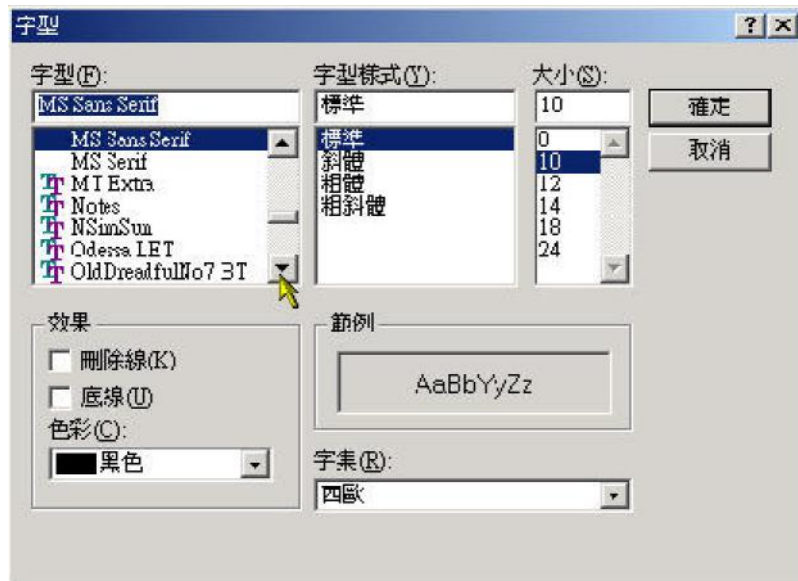 字型
字型(F):
MS Sans Serif
MS Sans Serif
MS Serif
MT Extra
Notes
NSimSun
Odessa LET
OldDreadfulNo7 BT
字型樣式(Y):
標準
標準
斜體
粗體
粗斜體
大小(S):
10
0
10
12
14
18
24
確定
取消
效果
刪除線(K)
底線(U)
色彩(C):
黑色
範例
AaBbYyZz
字集(R):
西歐